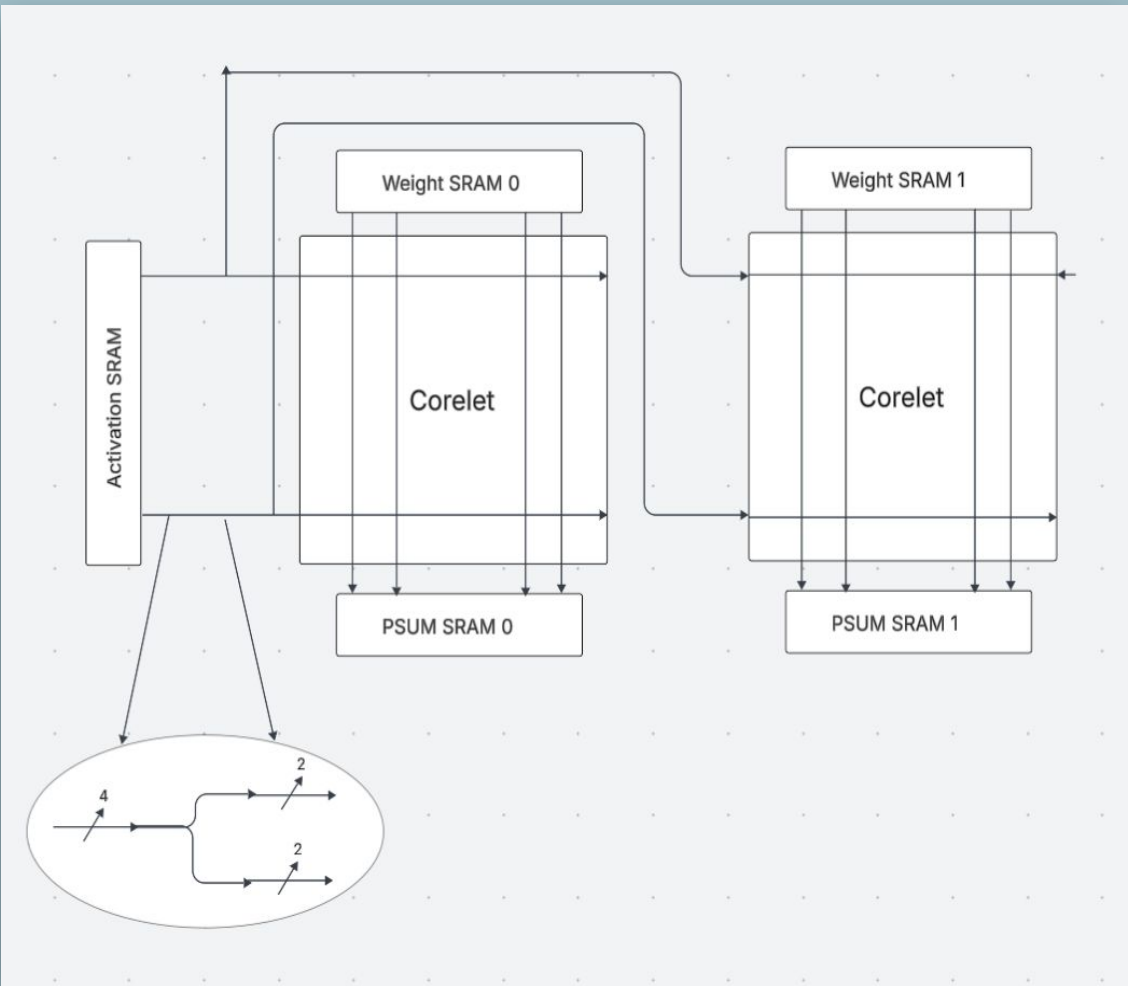 Weight SRAM 0
Weight SRAM 1
Activation SRAM
Corelet
Corelet
PSUM SRAM 0
PSUM SRAM 1
2
4
2